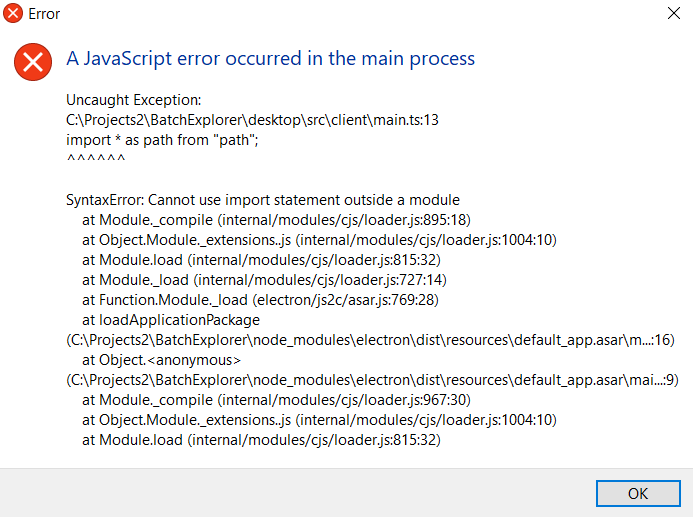 Error
A JavaScript error occurred in the main process
Uncaught Exception:
C:\Projects2\BatchExplorer\desktop\src\client\main.ts:13
import * as path from "path";
^^^^^^
SyntaxError: Cannot use import statement outside a module
at Module._compile (internal/modules/cjs/loader.js:895:18)
at Object.Module._extensions..js (internal/modules/cjs/loader.js:1004:10)
at Module.load (internal/modules/cjs/loader.js:815:32)
at Module._load (internal/modules/cjs/loader.js:727:14)
at Function.Module._load (electron/js2c/asar.js:769:28)
at loadApplicationPackage
(C:\Projects2\BatchExplorer\node_modules\electron\dist\resources\default_app.asar\m...:16)
at Object.<anonymous>
(C:\Projects2\BatchExplorer\node_modules\electron\dist\resources\default_app.asar\mai...:9)
at Module._compile (internal/modules/cjs/loader.js:967:30)
at Object.Module._extensions..js (internal/modules/cjs/loader.js:1004:10)
at Module.load (internal/modules/cjs/loader.js:815:32)
OK